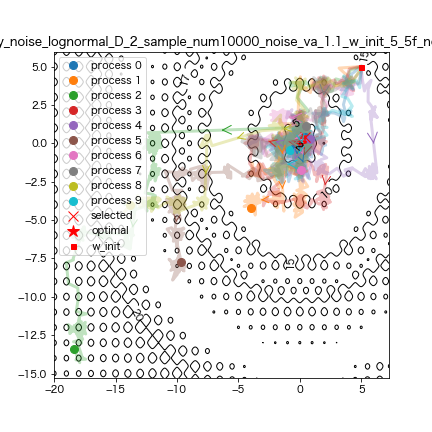 y_noise_lognormal_D_2_sample_num10000_noise_va_1.1_w_init_5_5f_n
process 0
process 1
process 2
process 3
process 4
process 5
process 6
process 7
process 8
process 9
selected
optimal
w_init
5.0
2.5
0.0
−2.5
−5.0
−7.5
−10.0
−12.5
−15.0
−20
−15
−10
−5
0
5
15